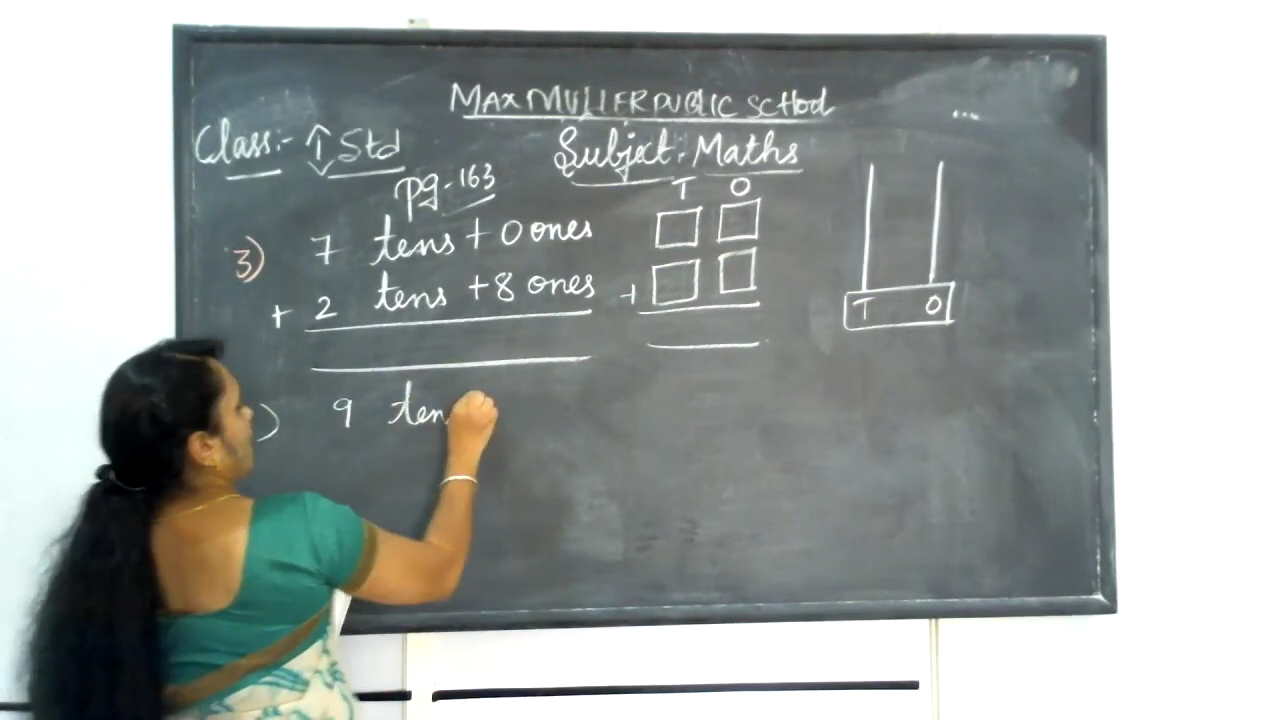 MAX MULLER PUBLIC SCHOOL
Class:- 1 Std
Subject: Maths
pg-163
T O
3) 7 tens + 0 ones
+ 2 tens + 8 ones +
T O
) 9 ten